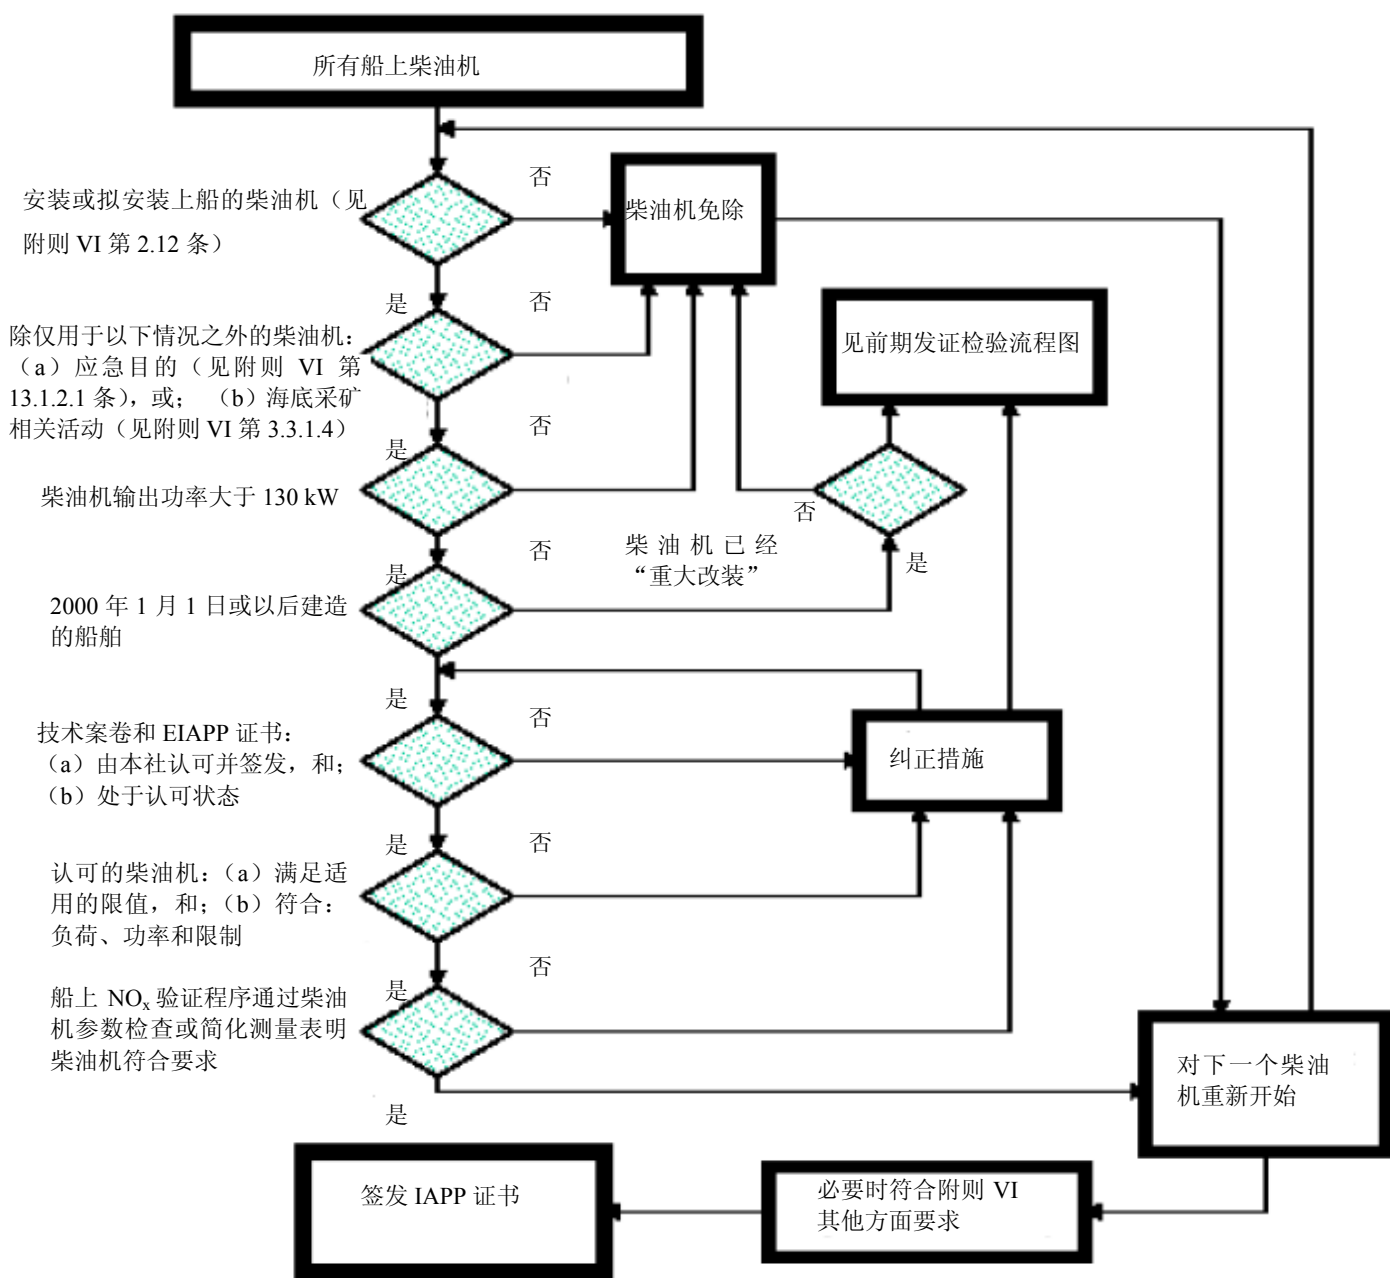 所有船上柴油机
否
安装或拟安装上船的柴油机（见
附则 VI 第 2.12 条）
柴油机免除
是
否
除仅用于以下情况之外的柴油机：
（a）应急目的（见附则 VI 第
13.1.2.1 条），或； （b）海底采矿
相关活动（见附则 VI 第 3.3.1.4）
见前期发证检验流程图
是
否
柴油机输出功率大于 130 kW
否
柴油机已经
“重大改装”
是
是
否
2000 年 1 月 1 日或以后建造
的船舶
是
否
技术案卷和 EIAPP 证书：
（a）由本社认可并签发，和；
（b）处于认可状态
纠正措施
是
否
认可的柴油机：（a）满足适
用的限值，和；（b）符合：
负荷、功率和限制
是
否
船上 NOx 验证程序通过柴油
机参数检查或简化测量表明
柴油机符合要求
是
对下一个柴油
机重新开始
签发 IAPP 证书
必要时符合附则 VI
其他方面要求